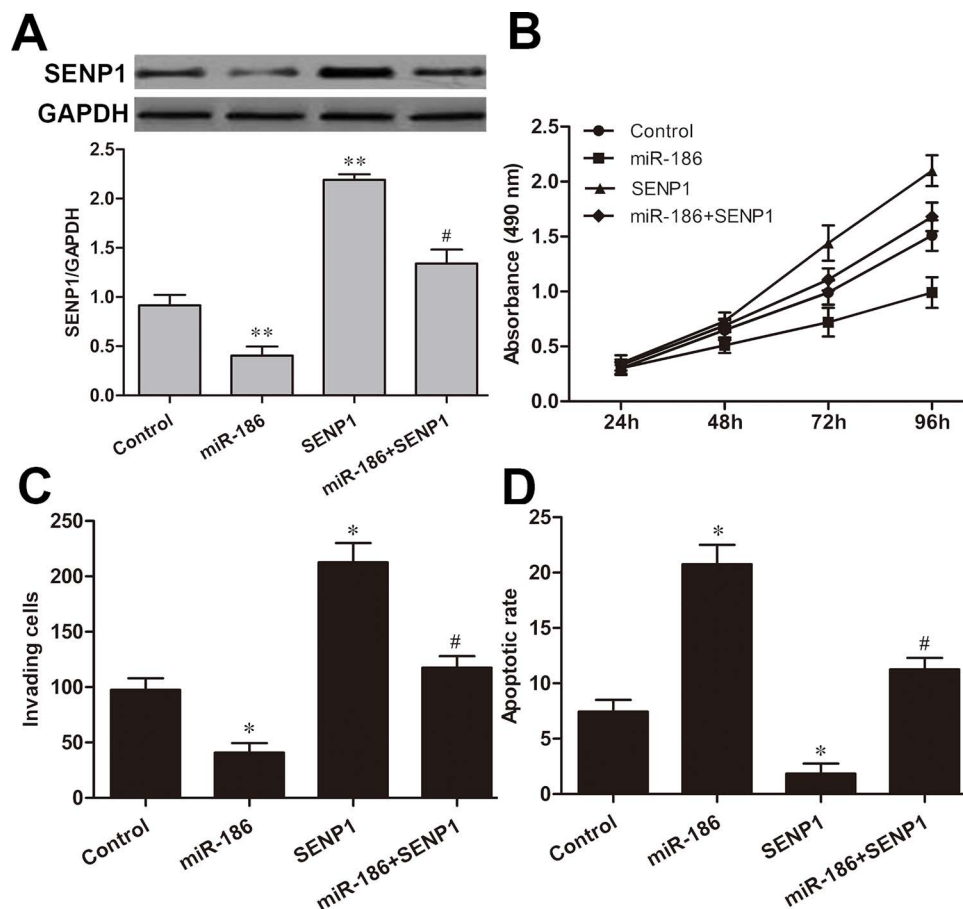 A
SENP1
GAPDH
2.5
2.0
1.5
1.0
0.5
0.0
SENP1/GAPDH
**
**
#
Control
miR-186
SENP1
miR-186+SENP1
B
Control
miR-186
SENP1
miR-186+SENP1
2.5
2.0
1.5
1.0
0.5
0.0
Absorbance (490 nm)
24h 48h 72h 96h
C
250
200
150
100
50
0
Invading cells
*
*
#
Control
miR-186
SENP1
miR-186+SENP1
D
25
20
15
10
5
0
Apoptotic rate
*
*
#
Control
miR-186
SENP1
miR-186+SENP1